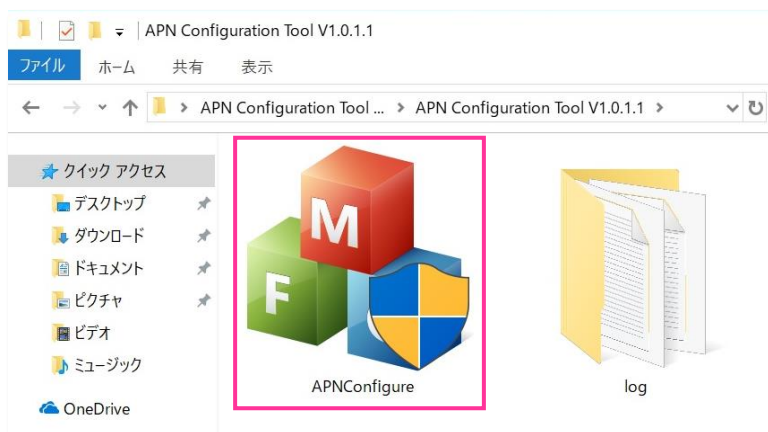 APN Configuration Tool V1.0.1.1
ファイル ホーム 共有 表示
APN Configuration Tool ... APN Configuration Tool V1.0.1.1
クイック アクセス
デスクトップ
ダウンロード
ドキュメント
ピクチャ
ビデオ
ミュージック
OneDrive
M
F
APNConfigure
log